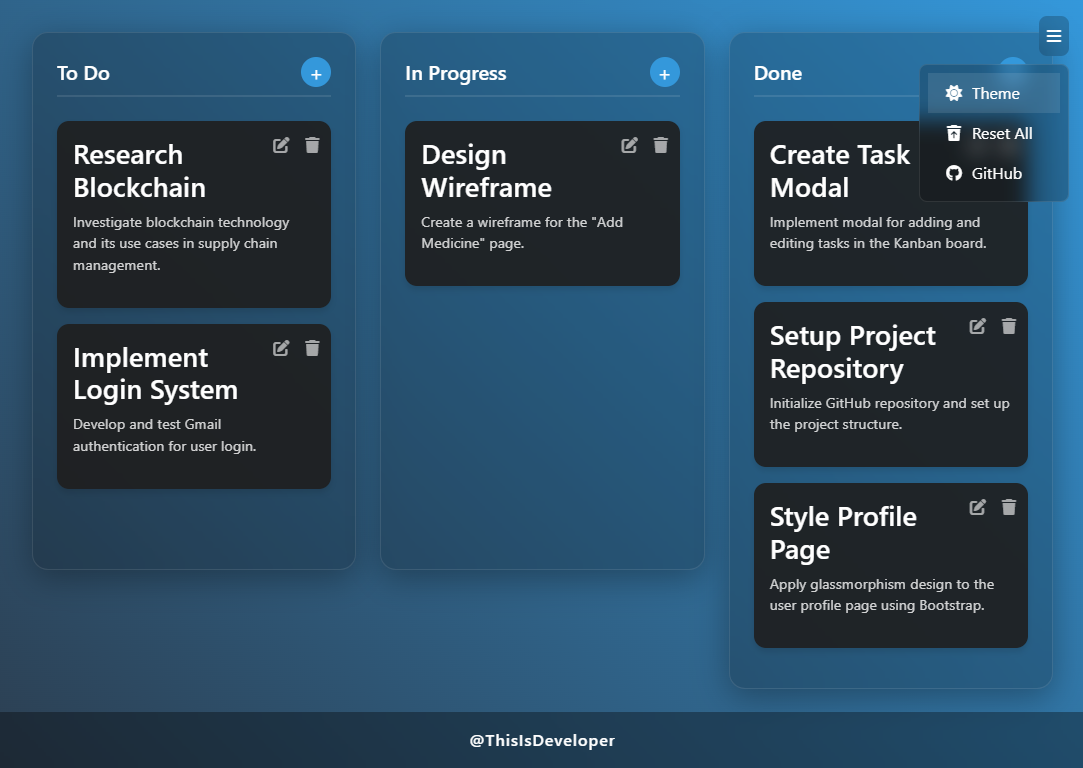 To Do
+
Research
Blockchain
Investigate blockchain technology
and its use cases in supply chain
management.
Implement
Login System
Develop and test Gmail
authentication for user login.
In Progress
+
Design
Wireframe
Create a wireframe for the "Add
Medicine" page.
Done
Create Task
Modal
Implement modal for adding and
editing tasks in the Kanban board.
Setup Project
Repository
Initialize GitHub repository and set up
the project structure.
Style Profile
Page
Apply glassmorphism design to the
user profile page using Bootstrap.
Theme
Reset All
GitHub
@ThisIsDeveloper